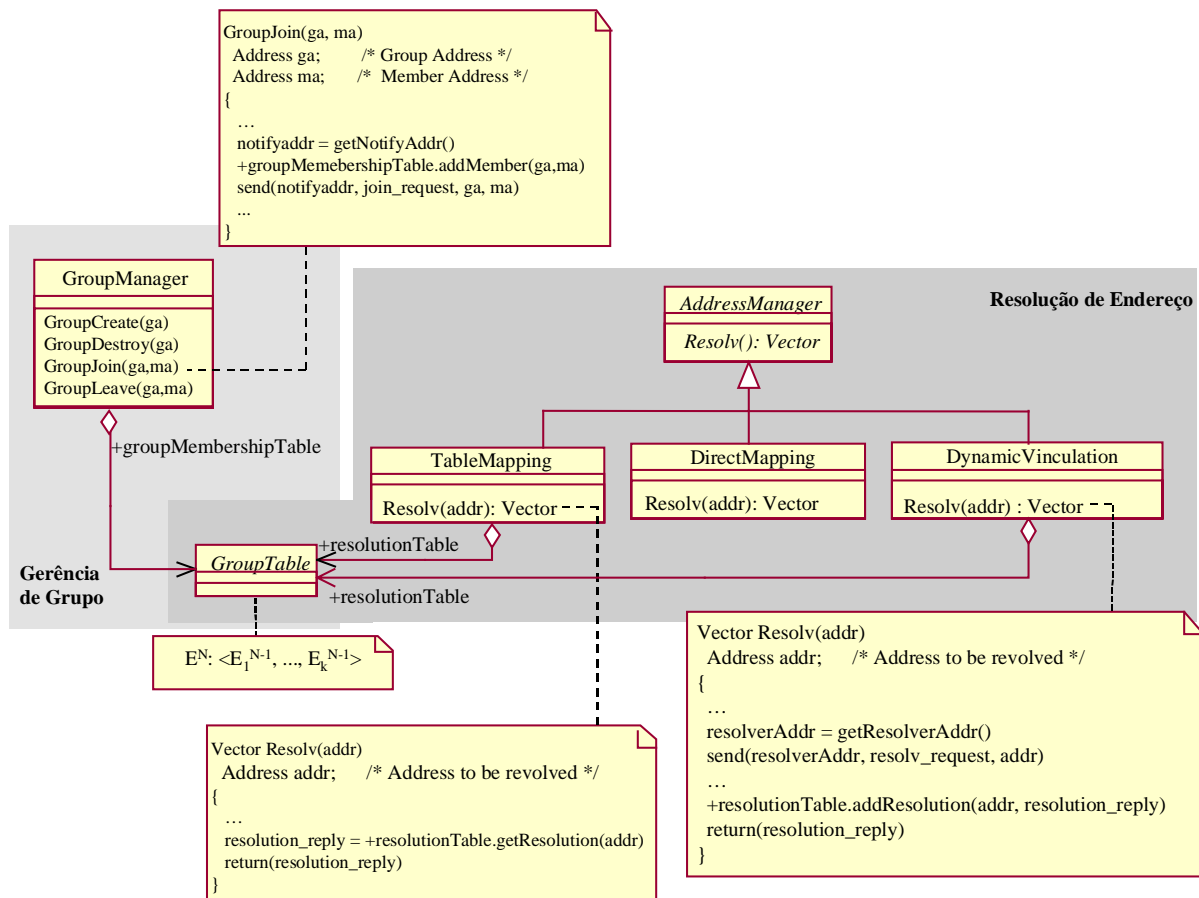 GroupJoin(ga, ma)
Address ga; /* Group Address */
Address ma; /* Member Address */
{
…
notifyaddr = getNotifyAddr()
+groupMemebershipTable.addMember(ga,ma)
send(notifyaddr, join_request, ga, ma)
...
}
GroupManager
GroupCreate(ga)
GroupDestroy(ga)
GroupJoin(ga,ma)
GroupLeave(ga,ma)
+groupMembershipTable
Gerência
de Grupo
Resolução de Endereço
AddressManager
Resolv(): Vector
TableMapping
Resolv(addr): Vector
DirectMapping
Resolv(addr): Vector
DynamicVinculation
Resolv(addr) : Vector
+resolutionTable
GroupTable
+resolutionTable
E^N: <E_1^N-1, ..., E_k^N-1>
Vector Resolv(addr)
Address addr; /* Address to be revolved */
{
…
resolution_reply = +resolutionTable.getResolution(addr)
return(resolution_reply)
}
Vector Resolv(addr)
Address addr; /* Address to be revolved */
{
…
resolverAddr = getResolverAddr()
send(resolverAddr, resolv_request, addr)
…
+resolutionTable.addResolution(addr, resolution_reply)
return(resolution_reply)
}